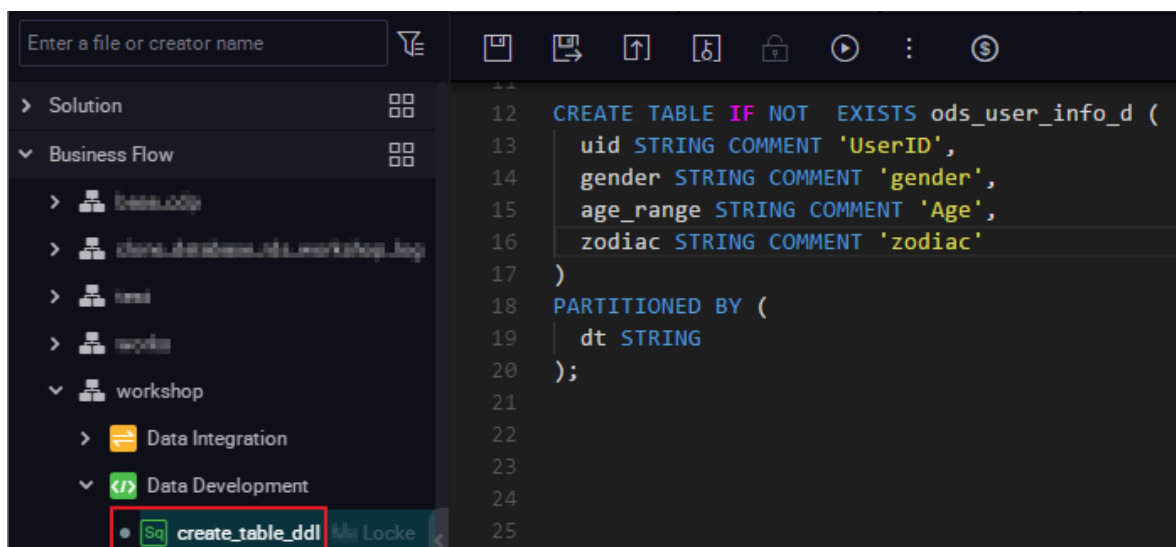 Enter a file or creator name
Solution
Business Flow
workshop
Data Integration
Data Development
Sq create_table_ddl Locke
12 CREATE TABLE IF NOT  EXISTS ods_user_info_d (
13 uid STRING COMMENT 'UserID',
14 gender STRING COMMENT 'gender',
15 age_range STRING COMMENT 'Age',
16 zodiac STRING COMMENT 'zodiac'
17 )
18 PARTITIONED BY (
19 dt STRING
20 );
21
22
23
24
25